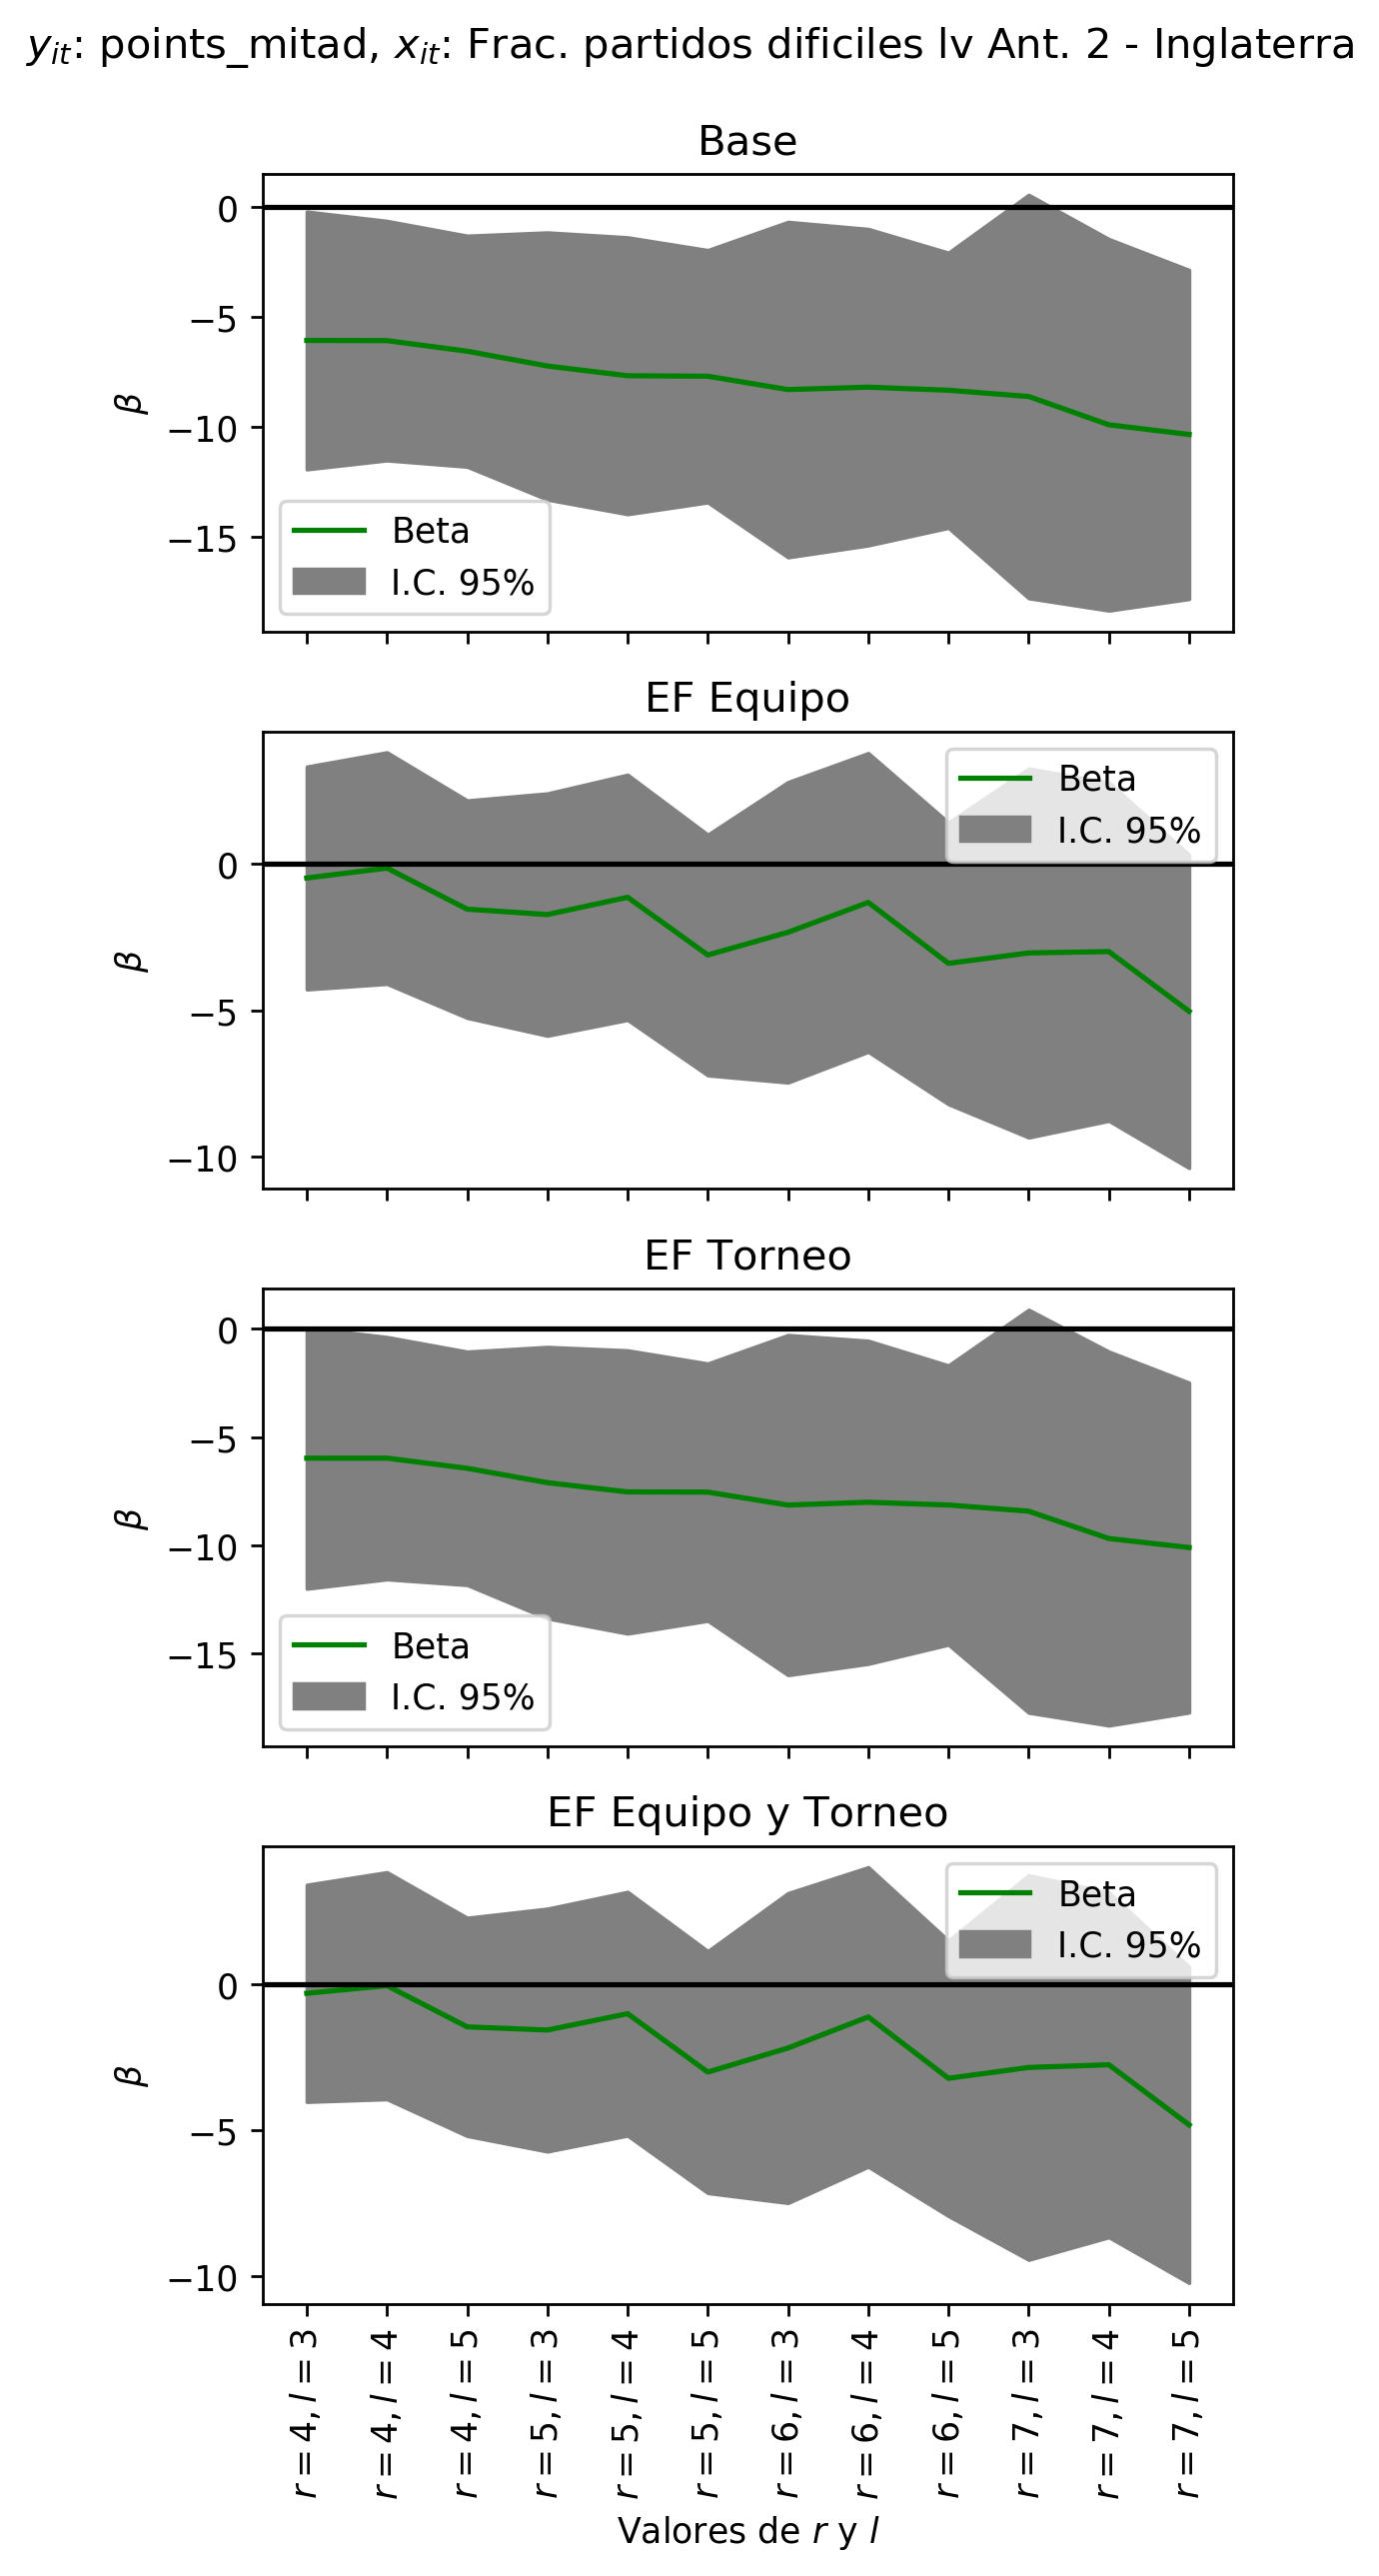 y_it: points_mitad, x_it: Frac. partidos dificiles lv Ant. 2 - Inglaterra
Base
0
−5
−10
−15
β
Beta
I.C. 95%
EF Equipo
0
−5
−10
β
Beta
I.C. 95%
EF Torneo
0
−5
−10
−15
β
Beta
I.C. 95%
EF Equipo y Torneo
0
−5
−10
β
Beta
I.C. 95%
r = 4, l = 3
r = 4, l = 4
r = 4, l = 5
r = 5, l = 3
r = 5, l = 4
r = 5, l = 5
r = 6, l = 3
r = 6, l = 4
r = 6, l = 5
r = 7, l = 3
r = 7, l = 4
r = 7, l = 5
Valores de r y l